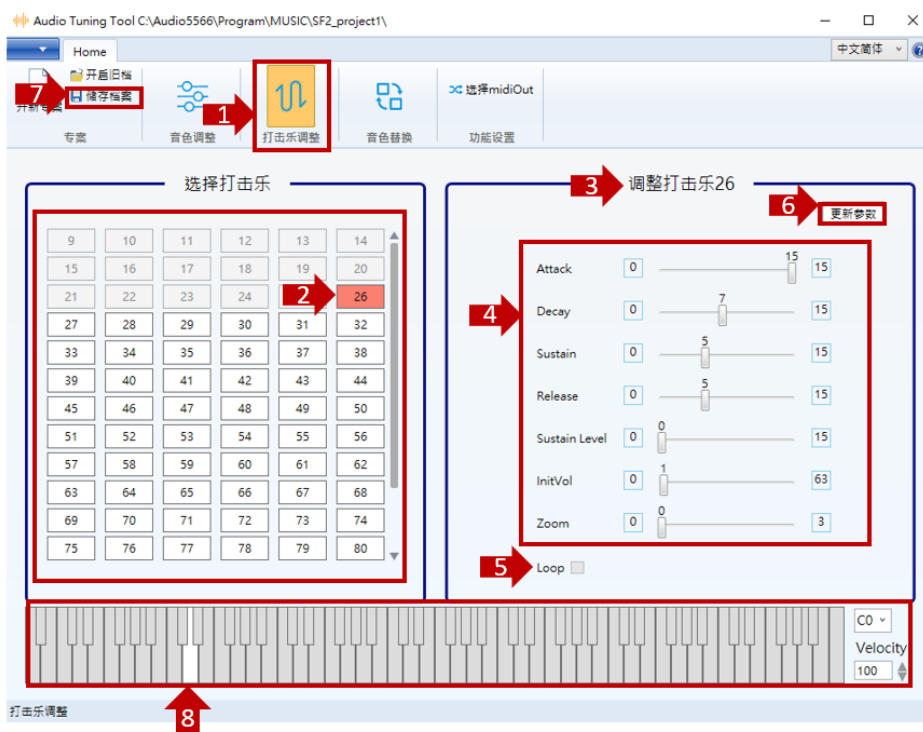 Audio Tuning Tool C:\Audio5566\Program\MUSIC\SF2_project1\
Home
中文简体
开启旧档
储存档案
7
专案
音色调整
1
打击乐调整
音色替换
选择midiOut
功能设置
选择打击乐
3 调整打击乐26
6
更新参数
9 10 11 12 13 14
15 16 17 18 19 20
21 22 23 24 2 26
27 28 29 30 31 32
33 34 35 36 37 38
39 40 41 42 43 44
45 46 47 48 49 50
51 52 53 54 55 56
57 58 59 60 61 62
63 64 65 66 67 68
69 70 71 72 73 74
75 76 77 78 79 80
4
Attack 0 15 15
Decay 0 7 15
Sustain 0 5 15
Release 0 5 15
Sustain Level 0 0 15
InitVol 0 1 63
Zoom 0 0 3
5 Loop
C0
Velocity
100
8
打击乐调整